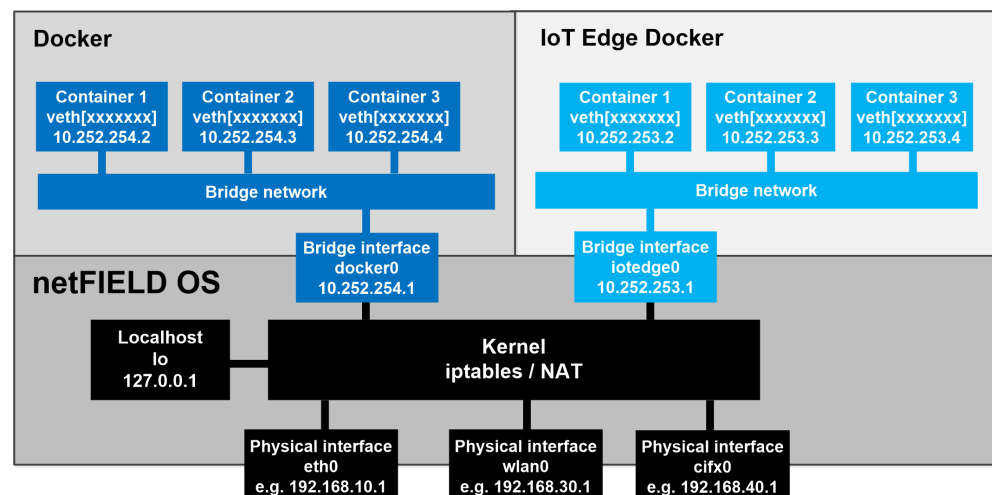 Docker
IoT Edge Docker
Container 1
veth[xxxxxxx]
10.252.254.2
Container 2
veth[xxxxxxx]
10.252.254.3
Container 3
veth[xxxxxxx]
10.252.254.4
Container 1
veth[xxxxxxx]
10.252.253.2
Container 2
veth[xxxxxxx]
10.252.253.3
Container 3
veth[xxxxxxx]
10.252.253.4
Bridge network
Bridge network
Bridge interface
docker0
10.252.254.1
Bridge interface
iotedge0
10.252.253.1
netFIELD OS
Localhost
lo
127.0.0.1
Kernel
iptables / NAT
Physical interface
eth0
e.g. 192.168.10.1
Physical interface
wlan0
e.g. 192.168.30.1
Physical interface
cifx0
e.g. 192.168.40.1